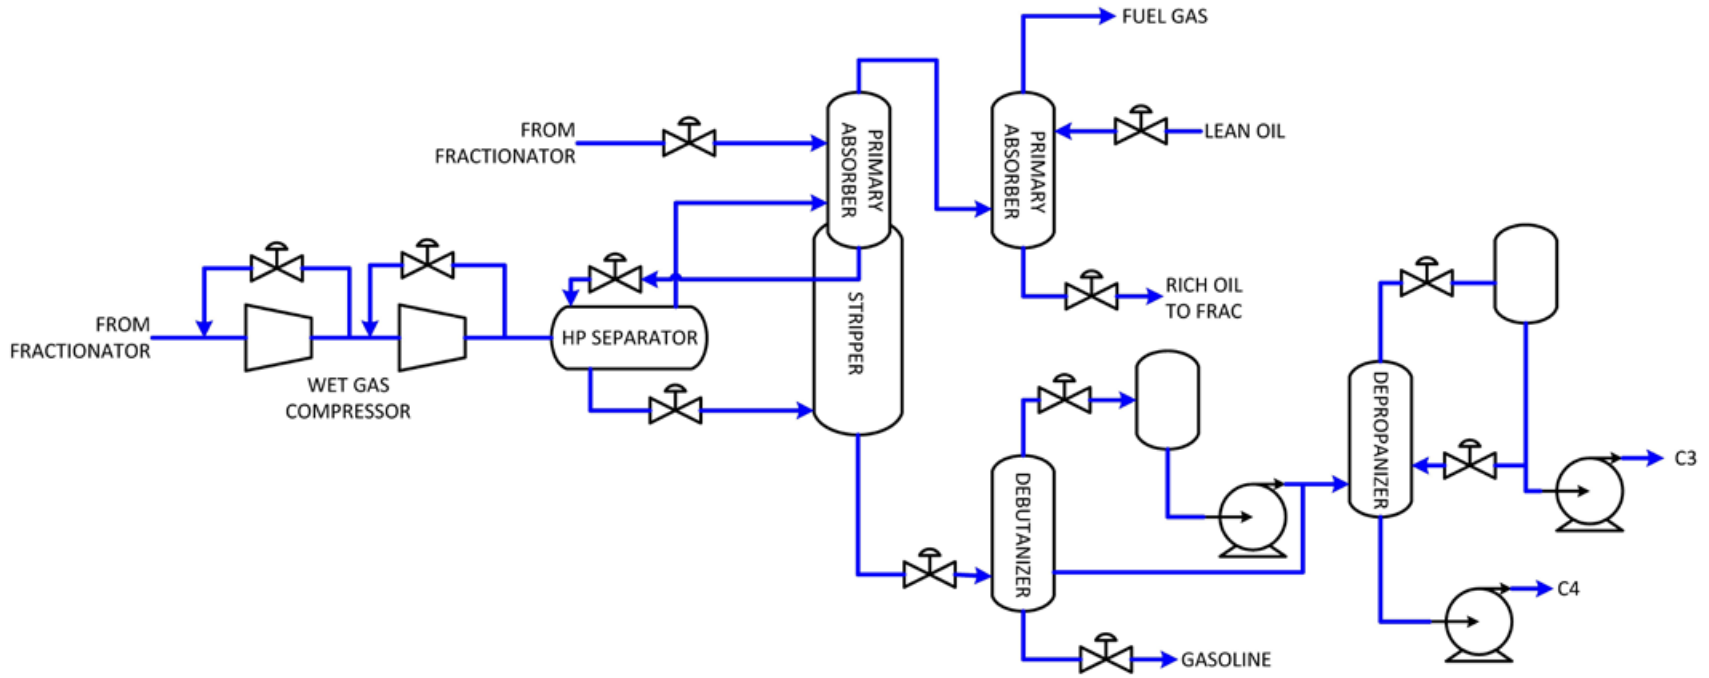 FUEL GAS
FROM
FRACTIONATOR
PRIMARY
ABSORBER
PRIMARY
ABSORBER
LEAN OIL
FROM
FRACTIONATOR
WET GAS
COMPRESSOR
HP SEPARATOR
STRIPPER
RICH OIL
TO FRAC
DEBUTANIZER
DEPROPANIZER
C3
C4
GASOLINE